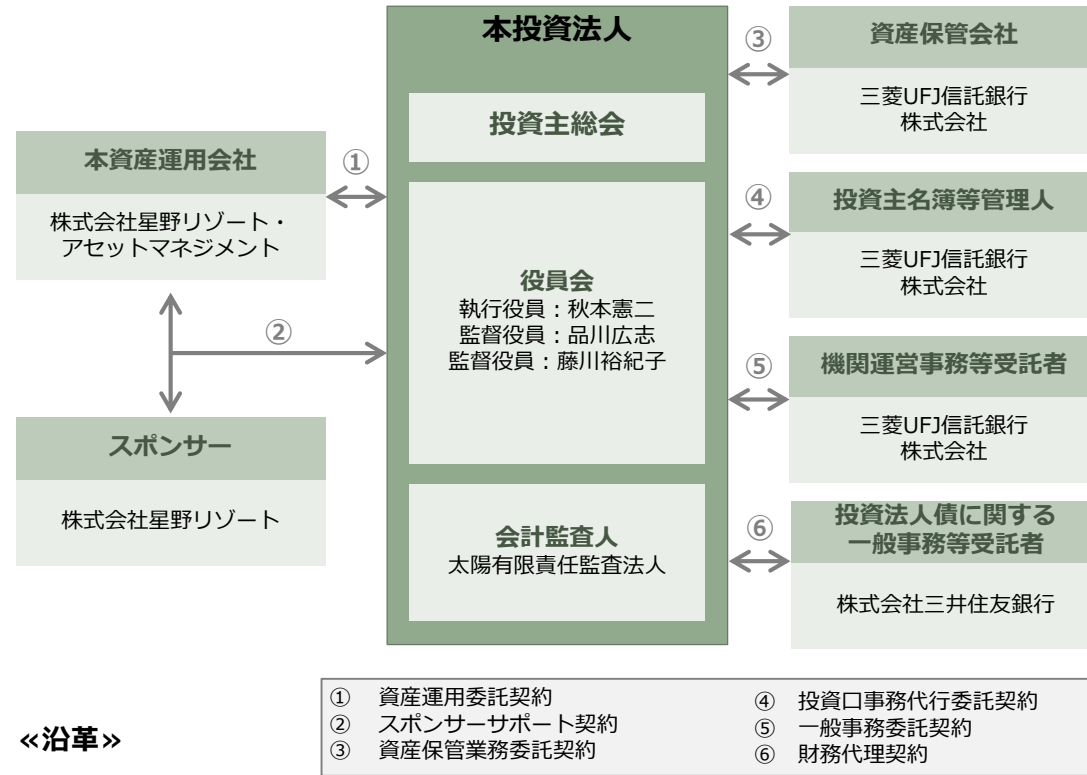 本投資法人
投資主総会
役員会
執行役員：秋本憲二
監督役員：品川広志
監督役員：藤川裕紀子
会計監査人
太陽有限責任監査法人
①
本資産運用会社
株式会社星野リゾート・
アセットマネジメント
②
スポンサー
株式会社星野リゾート
③
資産保管会社
三菱UFJ信託銀行
株式会社
④
投資主名簿等管理人
三菱UFJ信託銀行
株式会社
⑤
機関運営事務等受託者
三菱UFJ信託銀行
株式会社
⑥
投資法人債に関する
一般事務等受託者
株式会社三井住友銀行
① 資産運用委託契約
② スポンサーサポート契約
③ 資産保管業務委託契約
④ 投資口事務代行委託契約
⑤ 一般事務委託契約
⑥ 財務代理契約
«沿革»